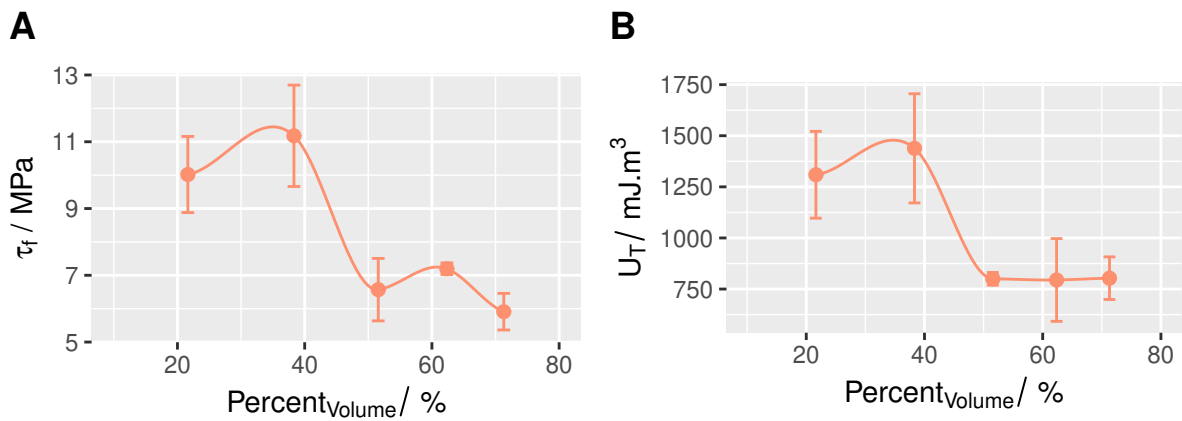 A
13
11
9
7
5
τf / MPa
20 40 60 80
PercentVolume / %
B
1750
1500
1250
1000
750
UT / mJ.m³
20 40 60 80
PercentVolume / %